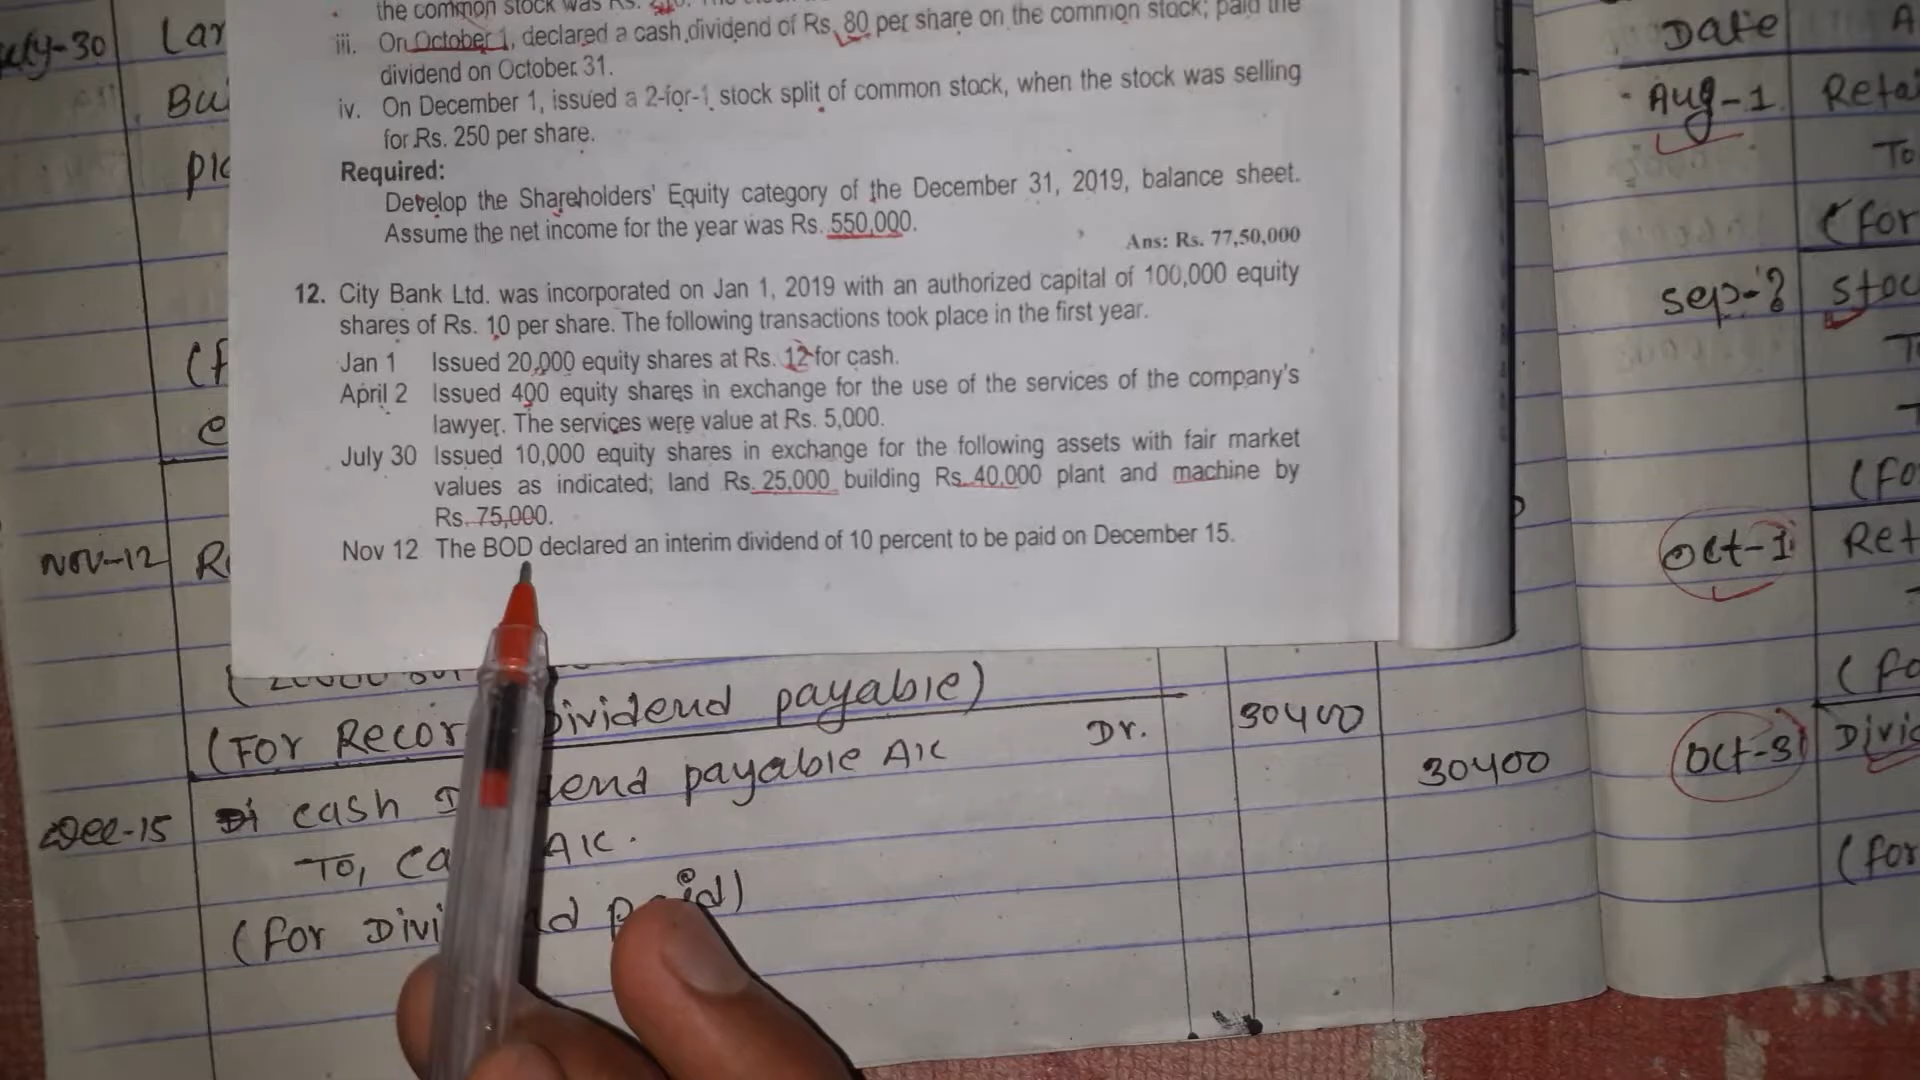 the common stock was Rs.
iii. On October 1, declared a cash dividend of Rs. 80 per share on the common stock; paid the
dividend on October 31.
iv. On December 1, issued a 2-for-1 stock split of common stock, when the stock was selling
for Rs. 250 per share.
Required:
Develop the Shareholders' Equity category of the December 31, 2019, balance sheet.
Assume the net income for the year was Rs. 550,000.
Ans: Rs. 77,50,000
12. City Bank Ltd. was incorporated on Jan 1, 2019 with an authorized capital of 100,000 equity
shares of Rs. 10 per share. The following transactions took place in the first year.
Jan 1 Issued 20,000 equity shares at Rs. 12 for cash.
April 2 Issued 400 equity shares in exchange for the use of the services of the company's
lawyer. The services were value at Rs. 5,000.
July 30 Issued 10,000 equity shares in exchange for the following assets with fair market
values as indicated; land Rs. 25,000 building Rs. 40,000 plant and machine by
Rs. 75,000.
Nov 12 The BOD declared an interim dividend of 10 percent to be paid on December 15.
Nov-12
(For Recor Dividend payable)
Dec-15 cash payable A/c Dr. 30400
To, A/c. 30400
(for paid)
Date
Aug-1
To
(For
Sep-
Oct-1
Oct-31
(for